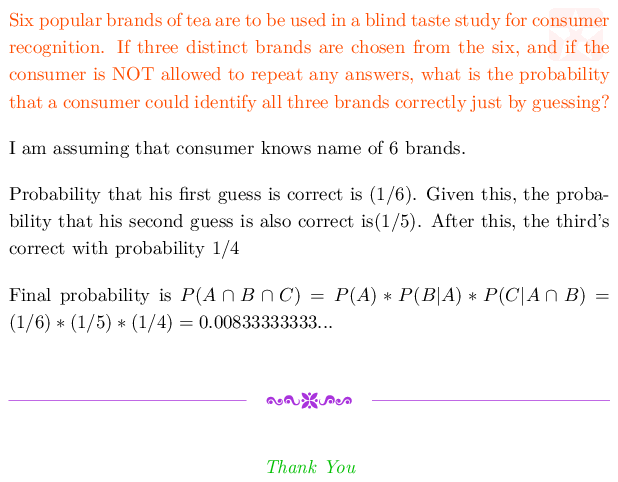 Six popular brands of tea are to be used in a blind taste study for consumer
recognition. If three distinct brands are chosen from the six, and if the
consumer is NOT allowed to repeat any answers, what is the probability
that a consumer could identify all three brands correctly just by guessing?
I am assuming that consumer knows name of 6 brands.
Probability that his first guess is correct is (1/6). Given this, the proba-
bility that his second guess is also correct is(1/5). After this, the third's
correct with probability 1/4
Final probability is P(A ∩ B ∩ C) = P(A) * P(B|A) * P(C|A ∩ B) =
(1/6) * (1/5) * (1/4) = 0.00833333333...
Thank You